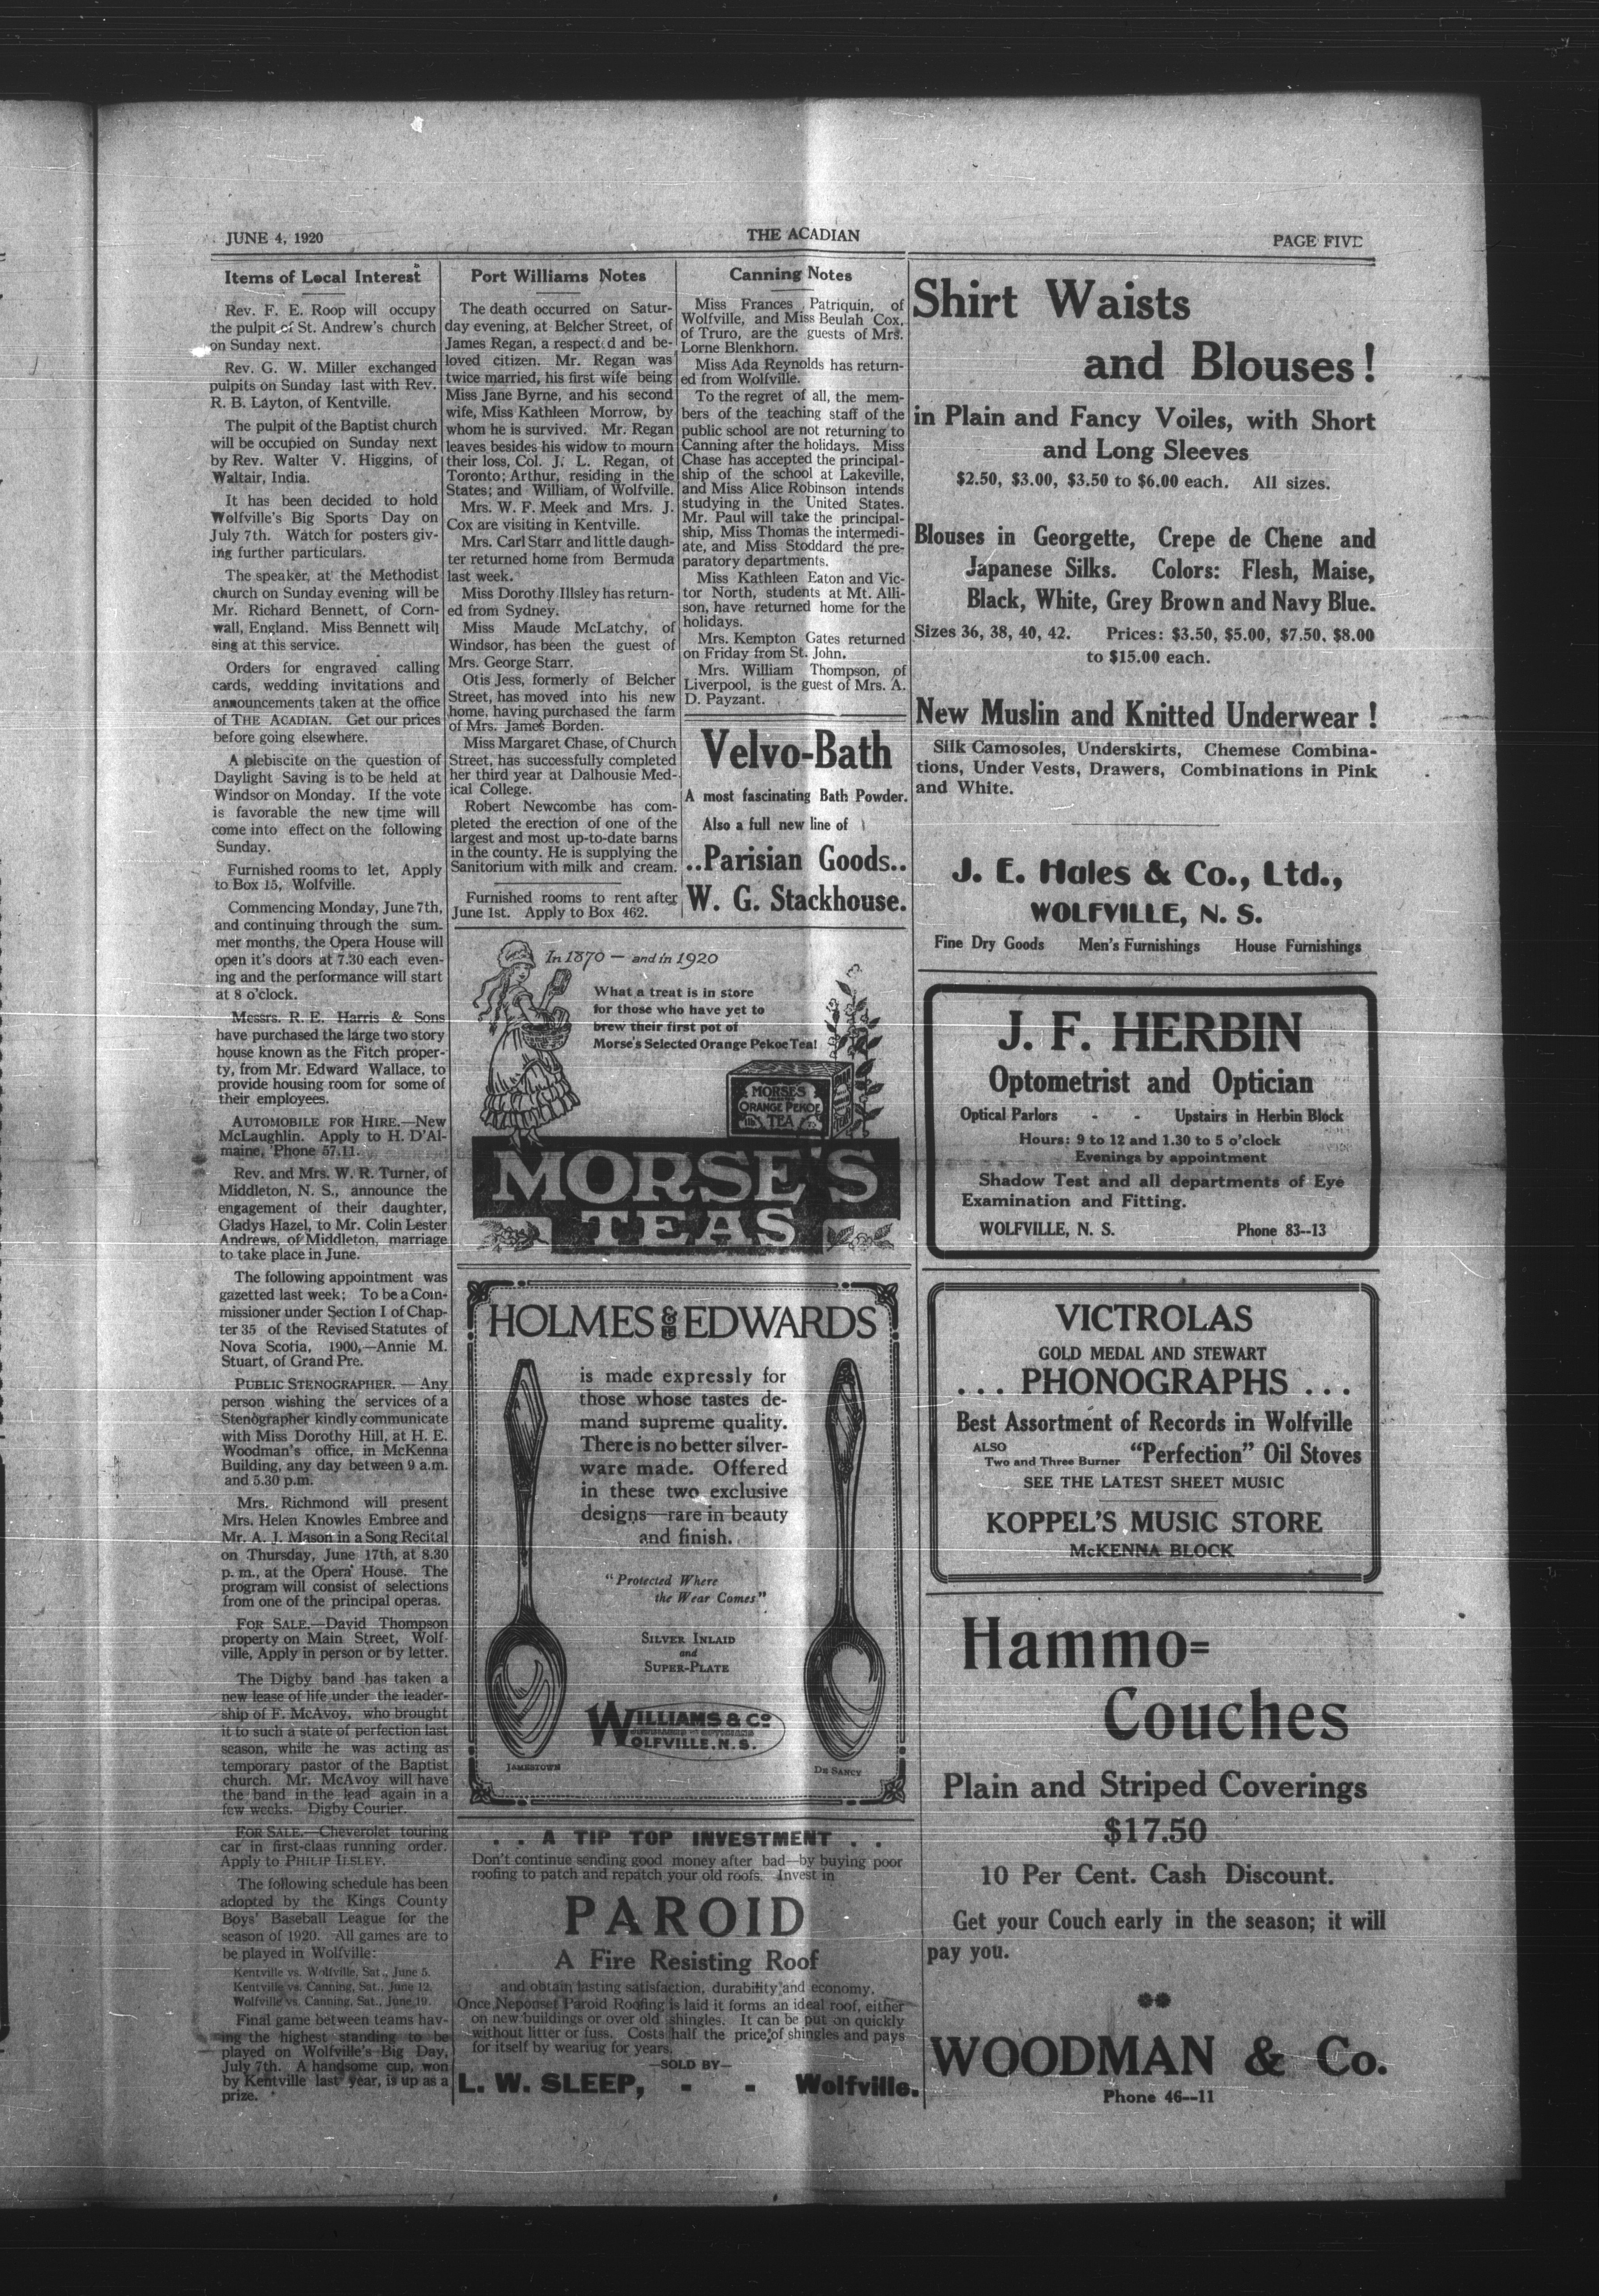 JUNE 4, 1920
THE ACADIAN
PAGE FIVE
Items of Local Interest
Rev. F. E. Roop will occupy
the pulpit of St. Andrew's church
on Sunday next.
Rev. G. W. Miller exchanged
pulpits on Sunday last with Rev.
R. B. Layton, of Kentville.
The pulpit of the Baptist church
will be occupied on Sunday next
by Rev. Walter V. Higgins, of
Waltair, India.
It has been decided to hold
Wolfville's Big Sports Day on
July 7th. Watch for posters giv-
ing further particulars.
The speaker, at the Methodist
church on Sunday evening will be
Mr. Richard Bennett, of Corn-
wall, England. Miss Bennett will
sing at this service.
Orders for engraved calling
cards, wedding invitations and
announcements taken at the office
of THE ACADIAN. Get our prices
before going elsewhere.
A plebiscite on the question of
Daylight Saving is to be held at
Windsor on Monday. If the vote
is favorable the new time will
come into effect on the following
Sunday.
Furnished rooms to let, Apply
to Box 15, Wolfville.
Commencing Monday, June 7th,
and continuing through the sum-
mer months, the Opera House will
open it's doors at 7.30 each even-
ing and the performance will start
at 8 o'clock.
Messrs. R. E. Harris & Sons
have purchased the large two story
house known as the Fitch proper-
ty, from Mr. Edward Wallace, to
provide housing room for some of
their employees.
AUTOMOBILE FOR HIRE.—New
McLaughlin. Apply to H. D'Al-
maine, 'Phone 57.11.
Rev. and Mrs. W. R. Turner, of
Middleton, N. S., announce the
engagement of their daughter,
Gladys Hazel, to Mr. Colin Lester
Andrews, of Middleton, marriage
to take place in June.
The following appointment was
gazetted last week: To be a Com-
missioner under Section I of Chap-
ter 35 of the Revised Statutes of
Nova Scotia, 1900,—Annie M.
Stuart, of Grand Pre.
PUBLIC STENOGRAPHER. — Any
person wishing the services of a
Stenographer kindly communicate
with Miss Dorothy Hill, at H. E.
Woodman's office, in McKenna
Building, any day between 9 a.m.
and 5.30 p.m.
Mrs. Richmond will present
Mrs. Helen Knowles Embree and
Mr. A. J. Mason in a Song Recital
on Thursday, June 17th, at 8.30
p. m., at the Opera House. The
program will consist of selections
from one of the principal operas.
FOR SALE.—David Thompson
property on Main Street, Wolf-
ville, Apply in person or by letter.
The Digby band has taken a
new lease of life under the leader-
ship of F. McAvoy, who brought
it to such a state of perfection last
season, while he was acting as
temporary pastor of the Baptist
church. Mr. McAvoy will have
the band in the lead again in a
few weeks.—Digby Courier.
FOR SALE.—Cheverolet touring
car in first-claas running order.
Apply to PHILIP ILSLEY.
The following schedule has been
adopted by the Kings County
Boys' Baseball League for the
season of 1920. All games are to
be played in Wolfville:
Kentville vs. Wolfville, Sat., June 5.
Kentville vs. Canning, Sat., June 12.
Wolfville vs. Canning, Sat., June 19.
Final game between teams hav-
ing the highest standing to be
played on Wolfville's Big Day,
July 7th. A handsome cup, won
by Kentville last year, is up as a
prize.
Port Williams Notes
The death occurred on Satur-
day evening, at Belcher Street, of
James Regan, a respect d and be-
loved citizen. Mr. Regan was
twice married, his first wife being
Miss Jane Byrne, and his second
wife, Miss Kathleen Morrow, by
whom he is survived. Mr. Regan
leaves besides his widow to mourn
their loss, Col. J. L. Regan, of
Toronto; Arthur, residing in the
States; and William, of Wolfville.
Mrs. W. F. Meek and Mrs. J.
Cox are visiting in Kentville.
Mrs. Carl Starr and little daugh-
ter returned home from Bermuda
last week.
Miss Dorothy Illsley has return-
ed from Sydney.
Miss Maude McLatchy, of
Windsor, has been the guest of
Mrs. George Starr.
Otis Jess, formerly of Belcher
Street, has moved into his new
home, having purchased the farm
of Mrs. James Borden.
Miss Margaret Chase, of Church
Street, has successfully completed
her third year at Dalhousie Med-
ical College.
Robert Newcombe has com-
pleted the erection of one of the
largest and most up-to-date barns
in the county. He is supplying the
Sanitorium with milk and cream.
Furnished rooms to rent after
June 1st. Apply to Box 462.
Canning Notes
Miss Frances Patriquin, of
Wolfville, and Miss Beulah Cox,
of Truro, are the guests of Mrs.
Lorne Blenkhorn.
Miss Ada Reynolds has return-
ed from Wolfville.
To the regret of all, the mem-
bers of the teaching staff of the
public school are not returning to
Canning after the holidays. Miss
Chase has accepted the principal-
ship of the school at Lakeville,
and Miss Alice Robinson intends
studying in the United States.
Mr. Paul will take the principal-
ship, Miss Thomas the intermedi-
ate, and Miss Stoddard the pre-
paratory departments.
Miss Kathleen Eaton and Vic-
tor North, students at Mt. Alli-
son, have returned home for the
holidays.
Mrs. Kempton Gates returned
on Friday from St. John.
Mrs. William Thompson, of
Liverpool, is the guest of Mrs. A.
D. Payzant.
Velvo-Bath
A most fascinating Bath Powder.
Also a full new line of
..Parisian Goods..
W. G. Stackhouse.
In 1870 — and in 1920
What a treat is in store
for those who have yet to
brew their first pot of
Morse's Selected Orange Pekoe Tea!
MORSE'S
ORANGE PEKOE
TEA
MORSE'S
TEAS
HOLMES & EDWARDS
is made expressly for
those whose tastes de-
mand supreme quality.
There is no better silver-
ware made. Offered
in these two exclusive
designs—rare in beauty
and finish.
"Protected Where
the Wear Comes"
SILVER INLAID
and
SUPER-PLATE
WILLIAMS & Co
WOLFVILLE, N. S.
JAMESTOWN
DE SANCY
. . A TIP TOP INVESTMENT . .
Don't continue sending good money after bad—by buying poor
roofing to patch and repatch your old roofs. Invest in
PAROID
A Fire Resisting Roof
and obtain lasting satisfaction, durability and economy.
Once Neponset Paroid Roofing is laid it forms an ideal roof, either
on new buildings or over old shingles. It can be put on quickly
without litter or fuss. Costs half the price of shingles and pays
for itself by weariug for years.
—SOLD BY—
L. W. SLEEP, - - Wolfville.
Shirt Waists
and Blouses!
in Plain and Fancy Voiles, with Short
and Long Sleeves
$2.50, $3.00, $3.50 to $6.00 each. All sizes.
Blouses in Georgette, Crepe de Chene and
Japanese Silks. Colors: Flesh, Maise,
Black, White, Grey Brown and Navy Blue.
Sizes 36, 38, 40, 42. Prices: $3.50, $5.00, $7.50, $8.00
to $15.00 each.
New Muslin and Knitted Underwear!
Silk Camosoles, Underskirts, Chemese Combina-
tions, Under Vests, Drawers, Combinations in Pink
and White.
J. E. Hales & Co., Ltd.,
WOLFVILLE, N. S.
Fine Dry Goods Men's Furnishings House Furnishings
J. F. HERBIN
Optometrist and Optician
Optical Parlors - - Upstairs in Herbin Block
Hours: 9 to 12 and 1.30 to 5 o'clock
Evenings by appointment
Shadow Test and all departments of Eye
Examination and Fitting.
WOLFVILLE, N. S. Phone 83--13
VICTROLAS
GOLD MEDAL AND STEWART
... PHONOGRAPHS ...
Best Assortment of Records in Wolfville
ALSO
Two and Three Burner "Perfection" Oil Stoves
SEE THE LATEST SHEET MUSIC
KOPPEL'S MUSIC STORE
McKENNA BLOCK
Hammo=
Couches
Plain and Striped Coverings
$17.50
10 Per Cent. Cash Discount.
Get your Couch early in the season; it will
pay you.
WOODMAN & Co.
Phone 46--11